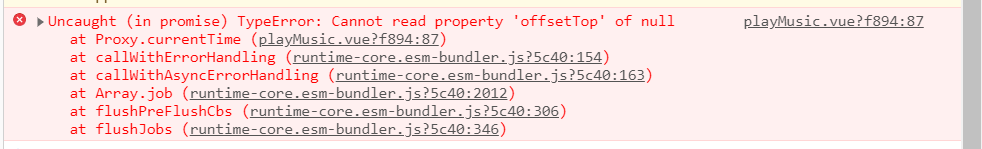 Uncaught (in promise) TypeError: Cannot read property 'offsetTop' of null playMusic.vue?f894:87
at Proxy.currentTime (playMusic.vue?f894:87)
at callWithErrorHandling (runtime-core.esm-bundler.js?5c40:154)
at callWithAsyncErrorHandling (runtime-core.esm-bundler.js?5c40:163)
at Array.job (runtime-core.esm-bundler.js?5c40:2012)
at flushPreFlushCbs (runtime-core.esm-bundler.js?5c40:306)
at flushJobs (runtime-core.esm-bundler.js?5c40:346)